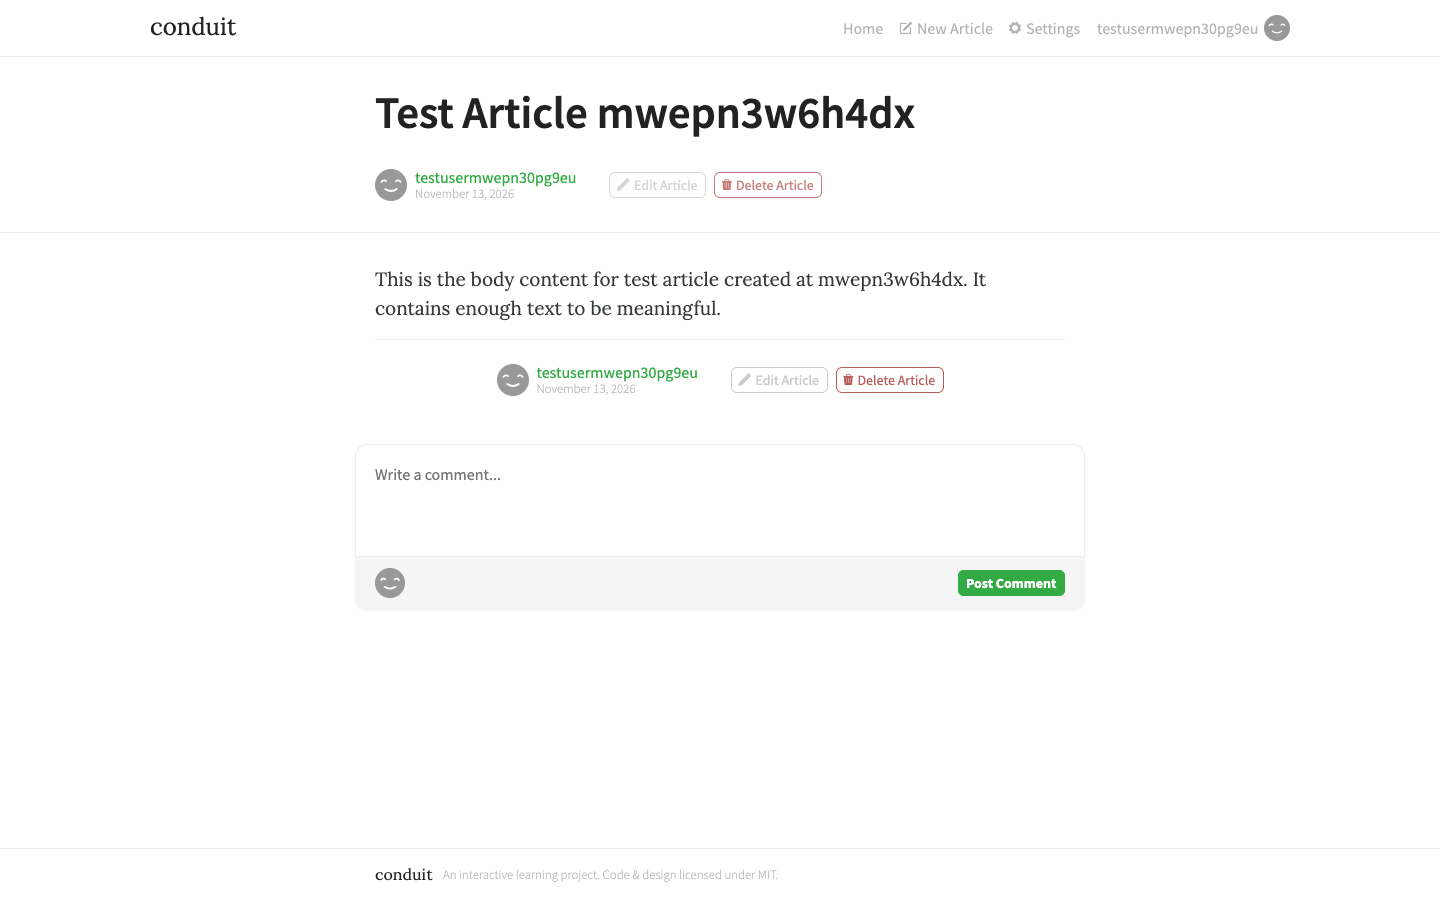 conduit
Home New Article Settings testusermwepn30pg9eu
Test Article mwepn3w6h4dx
testusermwepn30pg9eu
November 13, 2026
Edit Article Delete Article
This is the body content for test article created at mwepn3w6h4dx. It
contains enough text to be meaningful.
testusermwepn30pg9eu
November 13, 2026
Edit Article Delete Article
Write a comment...
Post Comment
conduit An interactive learning project. Code & design licensed under MIT.